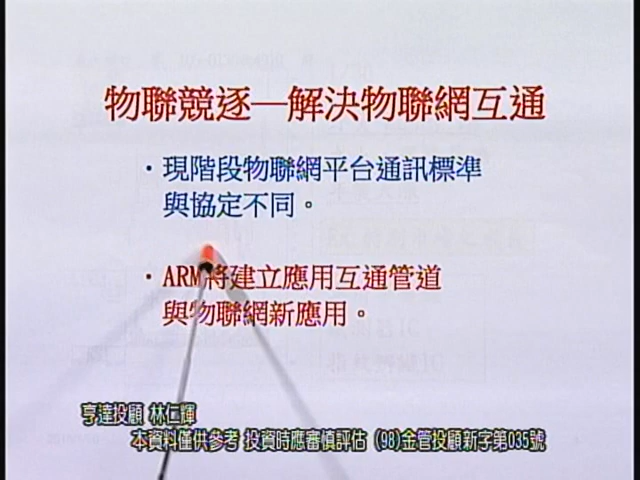 物聯競逐—解決物聯網互通
・現階段物聯網平台通訊標準
與協定不同。
・ARM將建立應用互通管道
與物聯網新應用。
亨達投顧 林仁輝
本資料僅供參考 投資時應審慎評估 (98)金管投顧新字第035號